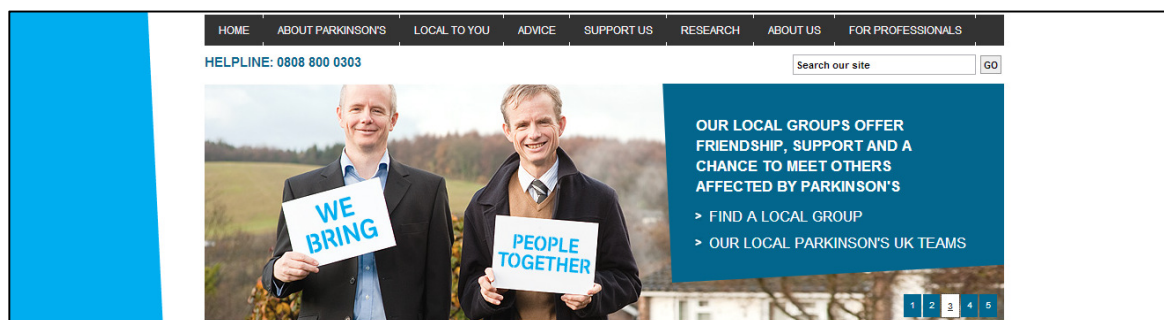 HOME ABOUT PARKINSON'S LOCAL TO YOU ADVICE SUPPORT US RESEARCH ABOUT US FOR PROFESSIONALS
HELPLINE: 0808 800 0303
Search our site GO
WE
BRING
PEOPLE
TOGETHER
OUR LOCAL GROUPS OFFER
FRIENDSHIP, SUPPORT AND A
CHANCE TO MEET OTHERS
AFFECTED BY PARKINSON'S
> FIND A LOCAL GROUP
> OUR LOCAL PARKINSON'S UK TEAMS
1 2 3 4 5